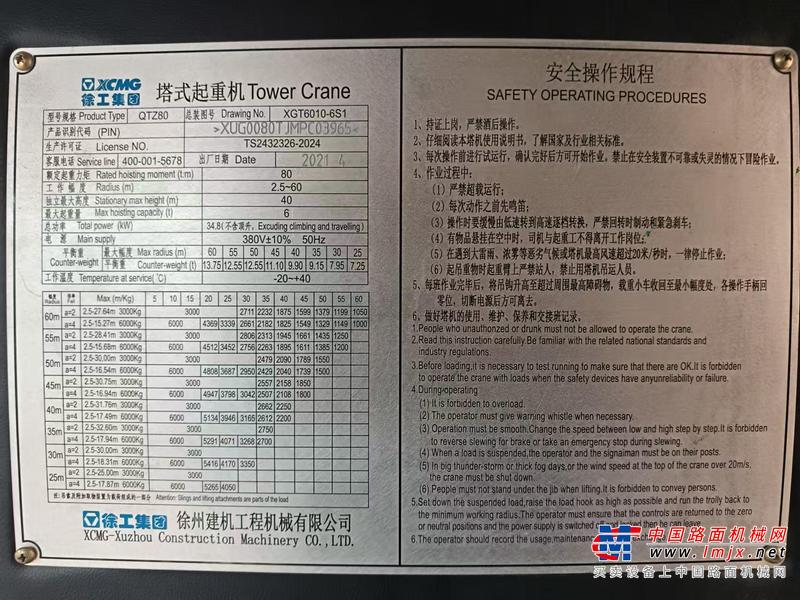 XCMG
徐工集团
塔式起重机 Tower Crane
型号规格 Product Type QTZ80 总装图号 Drawing No. XGT6010-6S1
产品识别代码 (PIN) >XUG0080TJMPC03965<
生产许可证 License NO. TS2432326-2024
客服电话 Service line 400-001-5678 出厂日期 Date 2021 4
额定起重力矩 Rated hoisting moment (t.m) 80
工作幅度 Radius (m) 2.5~60
独立最大高度 Stationary max height (m) 40
最大起重量 Max hoisting capacity (t) 6
总功率 Total power (kW) 34.8(不含顶升, Excuding climbing and travelling)
电源 Main supply 380V±10% 50Hz
平衡重 Counter-weight 最大幅度 Max radius (m) 60 55 50 45 40 35 30 25
平衡重 Counter-weight (t) 13.75 12.55 12.55 11.10 9.90 9.15 7.95 7.25
工作温度 Temperature at service(℃) -20~+40
幅度 Radius 倍率 Fall Max (m/Kg) 5 10 15 20 25 30 35 40 45 50 55 60
60m a=2 2.5-27.64m 3000Kg 3000 2711 2232 1875 1599 1379 1199 1050
a=4 2.5-15.27m 6000Kg 6000 4369 3339 2661 2182 1825 1549 1329 1149 1000
55m a=2 2.5-28.41m 3000Kg 3000 2806 2313 1945 1661 1435 1250
a=4 2.5-15.68m 6000Kg 6000 4512 3452 2756 2263 1895 1611 1385 1200
50m a=2 2.5-30.00m 3000Kg 3000 2479 2090 1789 1550
a=4 2.5-16.54m 6000Kg 6000 4808 3687 2950 2429 2040 1739 1500
45m a=2 2.5-30.75m 3000Kg 3000 2557 2158 1850
a=4 2.5-16.94m 6000Kg 6000 4947 3798 3042 2507 2108 1800
40m a=2 2.5-31.76m 3000Kg 3000 2662 2250
a=4 2.5-17.49m 6000Kg 6000 5134 3946 3165 2612 2200
35m a=2 2.5-32.60m 3000Kg 3000 2750
a=4 2.5-17.94m 6000Kg 6000 5291 4071 3268 2700
30m a=2 2.5-30.00m 3000Kg 3000
a=4 2.5-18.31m 6000Kg 6000 5416 4170 3350
25m a=2 2.5-25.00m 3000Kg 3000
a=4 2.5-17.87m 6000Kg 6000 5265 4050
注:吊索及附加取物装置为载荷组成的一部分 Attention: Slings and lifting attachments are parts of the load
徐工集团 徐州建机工程机械有限公司
XCMG-Xuzhou Construction Machinery CO.,LTD.
安全操作规程
SAFETY OPERATING PROCEDURES
1、持证上岗,严禁酒后操作。
2、仔细阅读本塔机使用说明书,了解国家及行业相关标准。
3、每次操作前进行试运行,确认完好后方可开始作业。禁止在安全装置不可靠或失灵的情况下冒险作业。
4、作业过程中:
(1)严禁超载运行;
(2)每次动作之前先鸣笛;
(3)操作时要缓慢由低速转到高速逐档转换,严禁回转时制动和紧急刹车;
(4)有物品悬挂在空中时,司机与起重工不得离开工作岗位;
(5)在遇到大雷雨、浓雾等恶劣气候或塔机最高风速超过20米/秒时,一律停止作业;
(6)起吊重物时起重臂上严禁站人,禁止用塔机吊运人员。
5、每班作业完毕后,将吊钩升高至超过周围最高障碍物,载重小车收回至最小幅度处,各操作手柄回
零位,切断电源后方可离去。
6、做好塔机的使用、维护、保养和交接班记录。
1.People who unauthonzed or drunk must not be allowed to operate the crane.
2.Read this instruction carefully.Be familiar with the related national standards and
industry regulations.
3.Before loading,it is necessary to test running to make sure that there are OK.It is forbidden
to operate the crane with loads when the safety devices have anyunreliability or failure.
4.During-operating
(1) It is forbidden to overload.
(2) The operator must give warning whistle when necessary.
(3) Operation must be smooth.Change the speed between low and high step by step.It is forbidden
to reverse slewing for brake or take an emergency stop during slewing.
(4) When a load is suspended,the operator and the signaiman must be on their posts.
(5) In big thunder-storm or thick fog days,or the wind speed at the top of the crane over 20m/s,
the crane must be shut down.
(6) People must not stand under the jib when lifting.It is forbidden to convey persons.
5.Set down the suspended load,raise the load hook as high as possible and run the trolly back to
the minimum working radius.The operator must ensure that the controls are returned to the zero
or neutral positions and the power supply is switched off and locked then he can leave.
6.The operator should record the usage,maintenance
中国路面机械网
www.lmjx.net
买卖设备上中国路面机械网